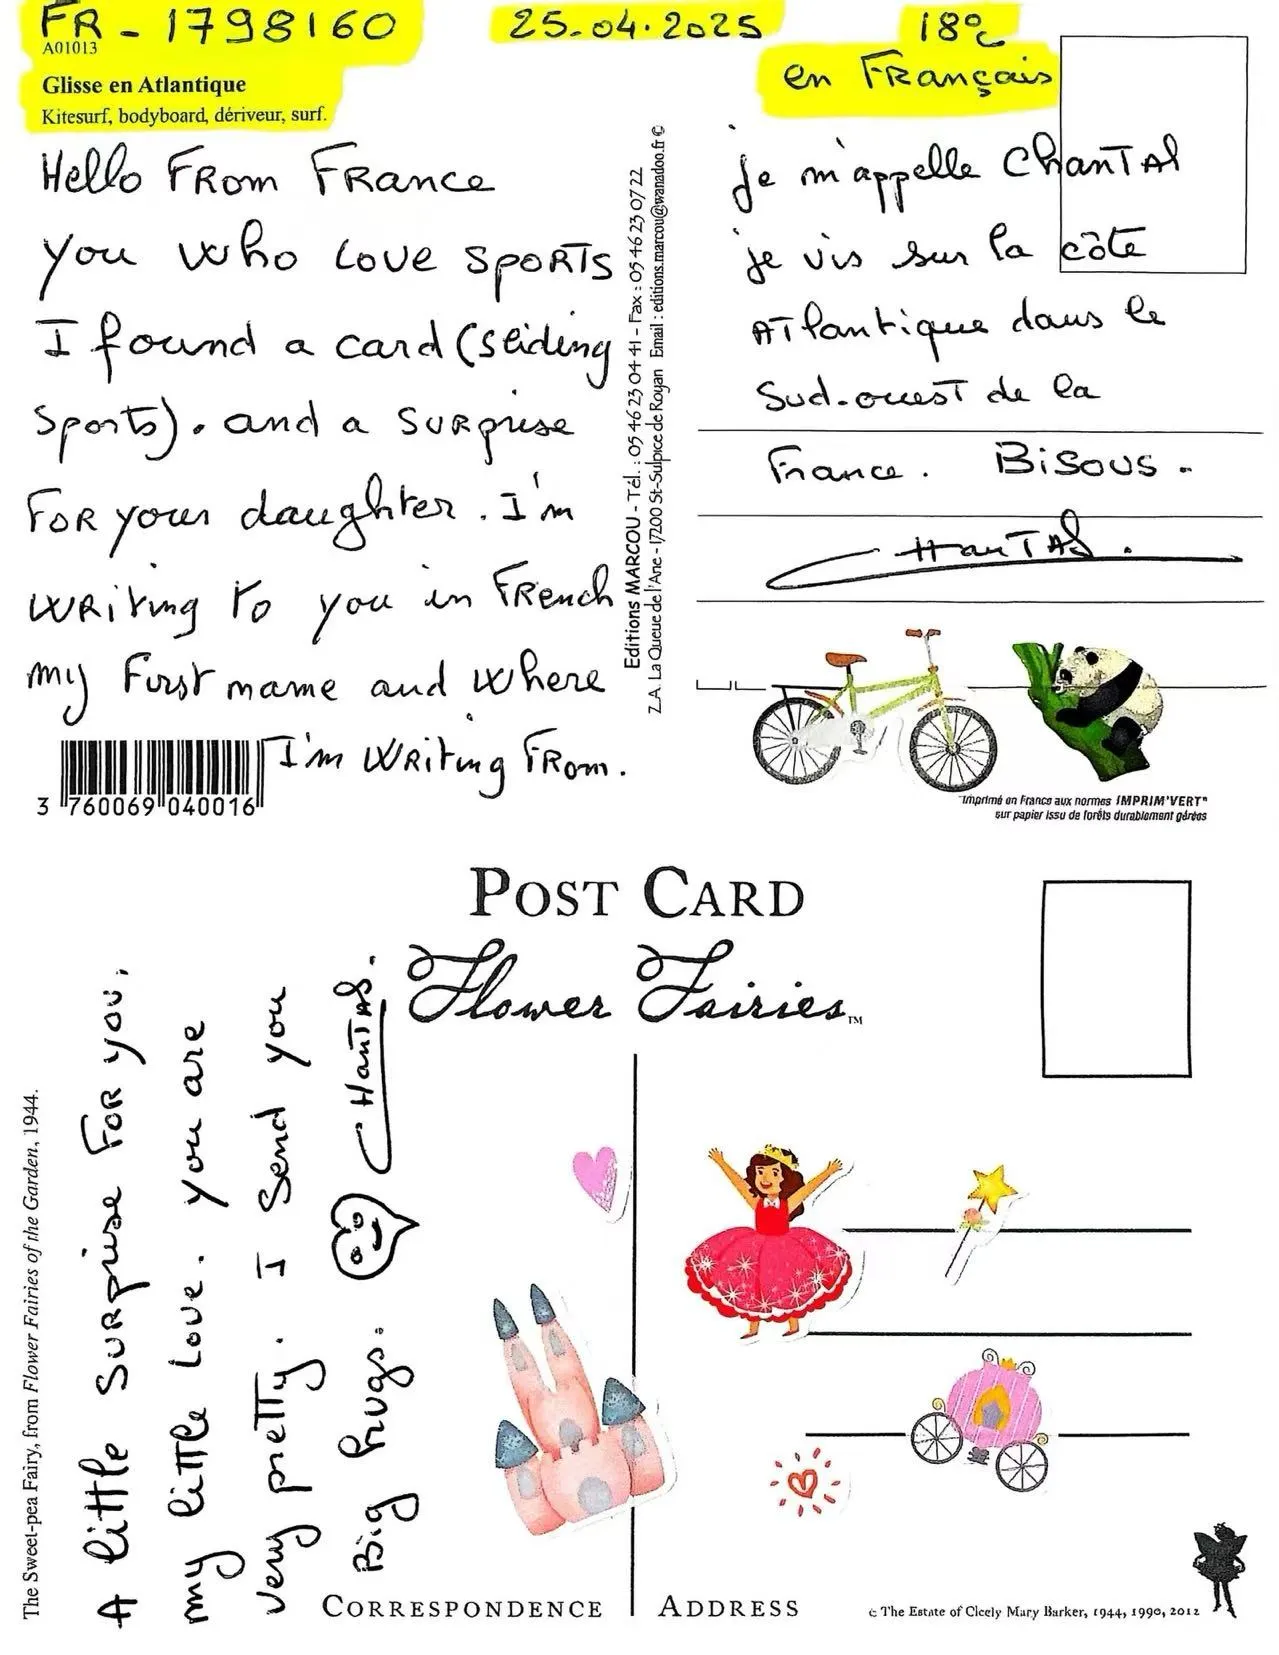 FR - 1798160
25.04.2025
18°c
A01013
en Français
Glisse en Atlantique
Kitesurf, bodyboard, dériveur, surf.
Hello From France
you who love sports
I found a card (sliding
sports). and a surprise
for your daughter. I'm
writing to you in French
my first name and where
I'm writing from.
3 760069 040016
Editions MARCOU - Tél. : 05 46 23 04 41 - Fax : 05 46 23 07 22
Z.A. La Queue de l'Ane - 17200 St-Sulpice de Royan Email : editions.marcou@wanadoo.fr ©
je m'appelle Chantal
je vis sur la côte
Atlantique dans le
Sud-ouest de la
France. Bisous.
Chantal.
Imprimé en France aux normes IMPRIM'VERT®
sur papier issu de forêts durablement gérées
POST CARD
Flower Fairies™
The Sweet-pea Fairy, from Flower Fairies of the Garden, 1944.
A little surprise for you,
my little love. you are
very pretty. I send you
Big hugs. Chantal.
CORRESPONDENCE
ADDRESS
© The Estate of Cicely Mary Barker, 1944, 1990, 2012